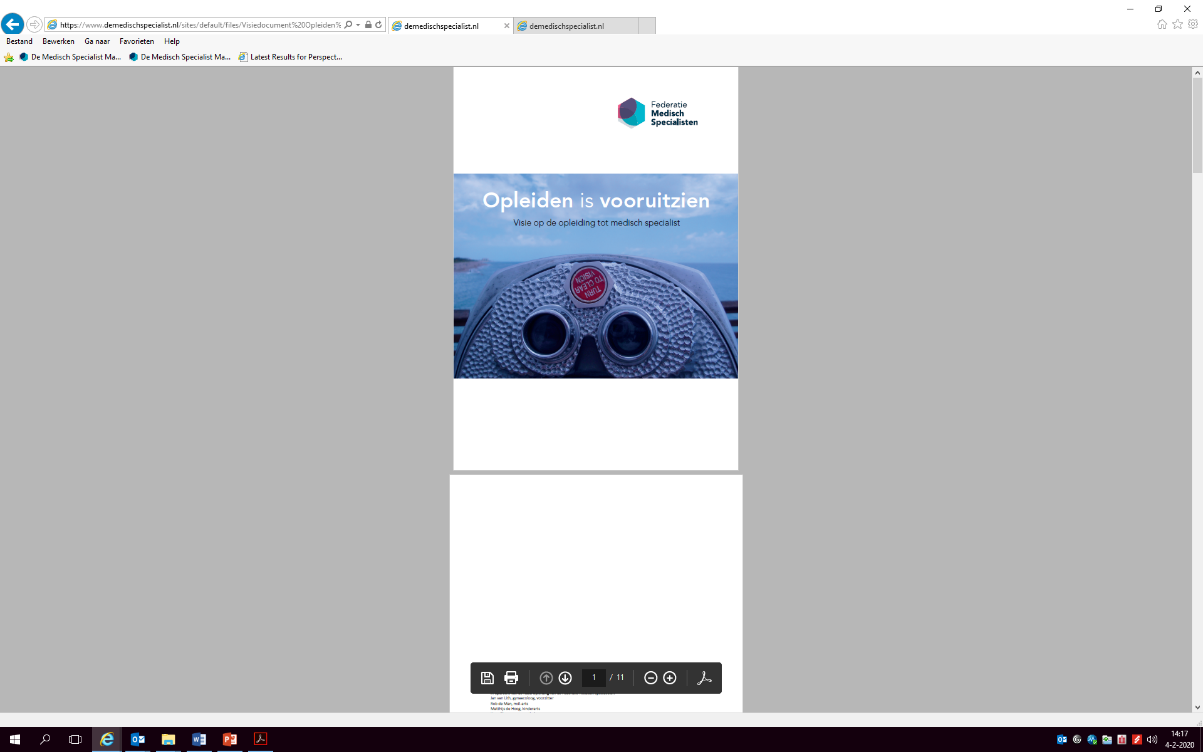 https://www.demedischspecialist.nl/sites/default/files/Visiedocument%20Opleiden%
demedischspecialist.nl
demedischspecialist.nl
Bestand Bewerken Ga naar Favorieten Help
De Medisch Specialist Ma... De Medisch Specialist Ma... Latest Results for Perspect...
Federatie
Medisch
Specialisten
Opleiden is vooruitzien
Visie op de opleiding tot medisch specialist
TURN
TO CLEAR
VISION
1 / 11
14:17
4-2-2020